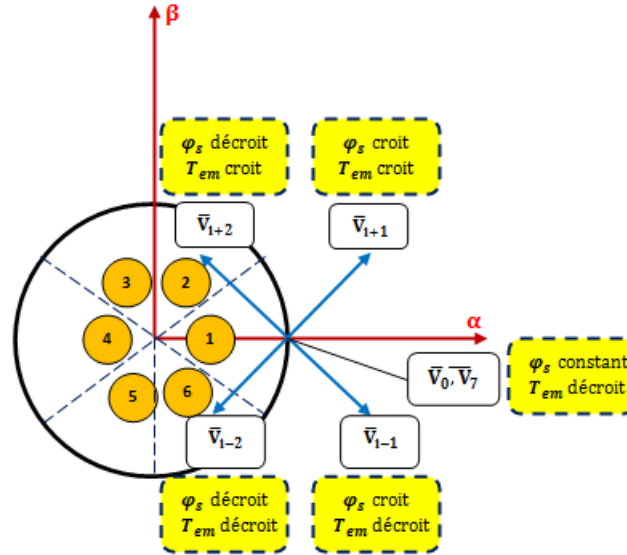 β
φs décroit
Tem croit
φs croit
Tem croit
V̅i+2
V̅i+1
3
2
4
1
α
5
6
V̅0, V̅7
φs constant
Tem décroit
V̅i-2
V̅i-1
φs décroit
Tem décroit
φs croit
Tem décroit